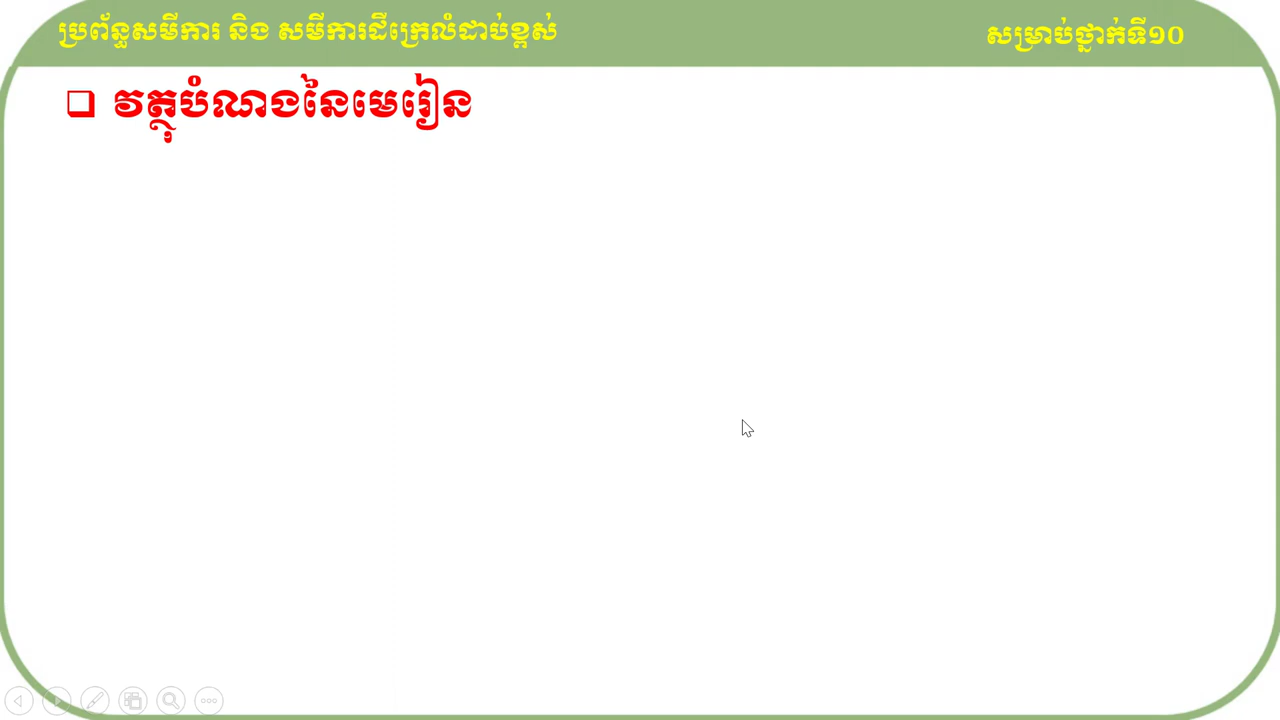 ប្រព័ន្ធសមីការ និង សមីការដឺក្រេលំដាប់ខ្ពស់
សម្រាប់ថ្នាក់ទី១០
វត្ថុបំណងនៃមេរៀន